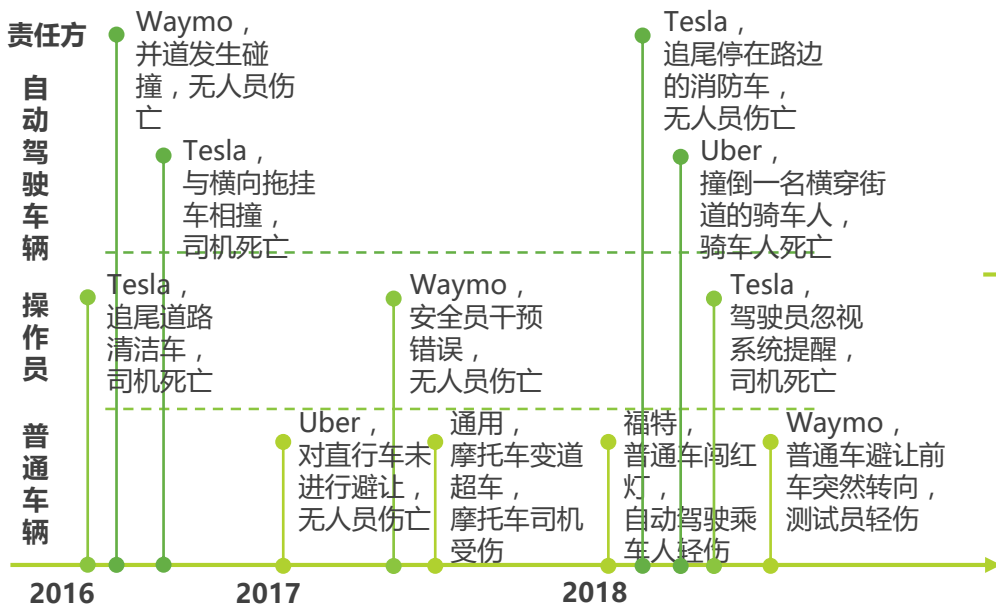 责任方
自动驾驶车辆
Waymo，
并道发生碰
撞，无人员伤
亡
Tesla，
与横向拖挂
车相撞，
司机死亡
Tesla，
追尾停在路边
的消防车，
无人员伤亡
Uber，
撞倒一名横穿街
道的骑车人，
骑车人死亡
操作员
Tesla，
追尾道路
清洁车，
司机死亡
Waymo，
安全员干预
错误，
无人员伤亡
Tesla，
驾驶员忽视
系统提醒，
司机死亡
普通车辆
Uber，
对直行车未
进行避让，
无人员伤亡
通用，
摩托车变道
超车，
摩托车司机
受伤
福特，
普通车闯红
灯，
自动驾驶乘
车人轻伤
Waymo，
普通车避让前
车突然转向，
测试员轻伤
2016
2017
2018